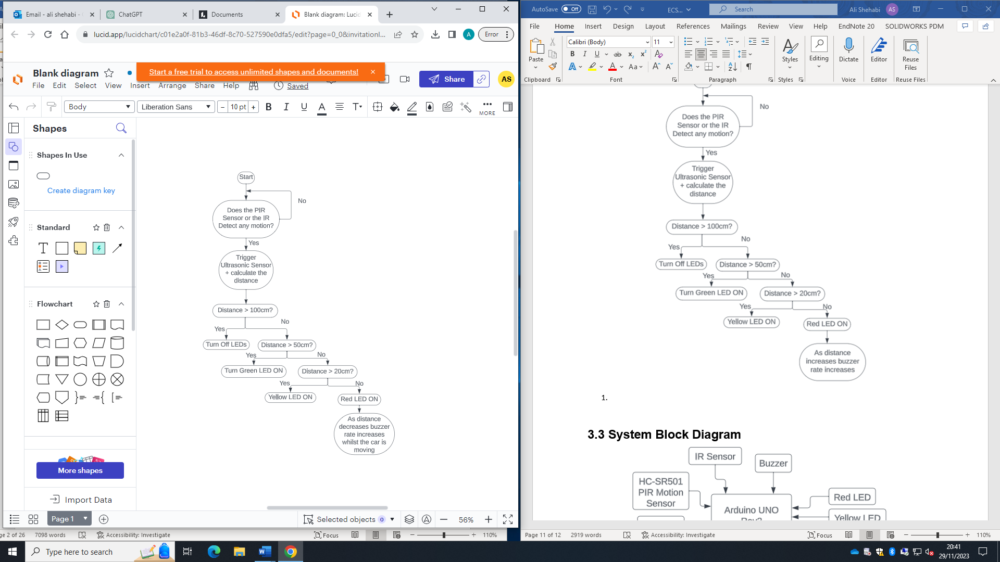 Email - ali shehabi -
ChatGPT
Documents
Blank diagram: Lucid
lucid.app/lucidchart/c01e2a0f-81b3-46df-8c70-527590e0dfa5/edit?page=0_0&invitationI...
A
Error
Blank diagram
Start a free trial to access unlimited shapes and documents!
File Edit Select View Insert Arrange Share Help
Saved
Share
AS
Body
Liberation Sans
10 pt
B I U A T
MORE
Shapes
Shapes In Use
Create diagram key
Standard
T
Flowchart
More shapes
Import Data
Start
No
Does the PIR
Sensor or the IR
Detect any motion?
Yes
Trigger
Ultrasonic Sensor
+ calculate the
distance
Distance > 100cm?
No
Yes
Turn Off LEDs
Distance > 50cm?
Yes
No
Turn Green LED ON
Distance > 20cm?
Yes
No
Yellow LED ON
Red LED ON
As distance
decreases buzzer
rate increases
whilst the car is
moving
Page 1
Selected objects 0
56%
ge 2 of 26
7098 words
Accessibility: Investigate
Focus
110%
AutoSave Off
ECS...
Search
Ali Shehabi
AS
File Home Insert Design Layout References Mailings Review View Help EndNote 20 SOLIDWORKS PDM
Paste
Calibri (Body)
11
B I U ab x₂ x²
A A Aa A A
Styles
Editing
Dictate
Editor
Reuse
Files
Clipboard
Font
Paragraph
Styles
Voice
Editor
Reuse Files
No
Does the PIR
Sensor or the IR
Detect any motion?
Yes
Trigger
Ultrasonic Sensor
+ calculate the
distance
Distance > 100cm?
No
Yes
Turn Off LEDs
Distance > 50cm?
Yes
No
Turn Green LED ON
Distance > 20cm?
Yes
No
Yellow LED ON
Red LED ON
As distance
increases buzzer
rate increases
1.
3.3 System Block Diagram
IR Sensor
Buzzer
HC-SR501
PIR Motion
Sensor
Arduino UNO
Rev3
Red LED
Yellow LED
Page 11 of 12
2919 words
Accessibility: Investigate
Focus
110%
Type here to search
20:41
29/11/2023